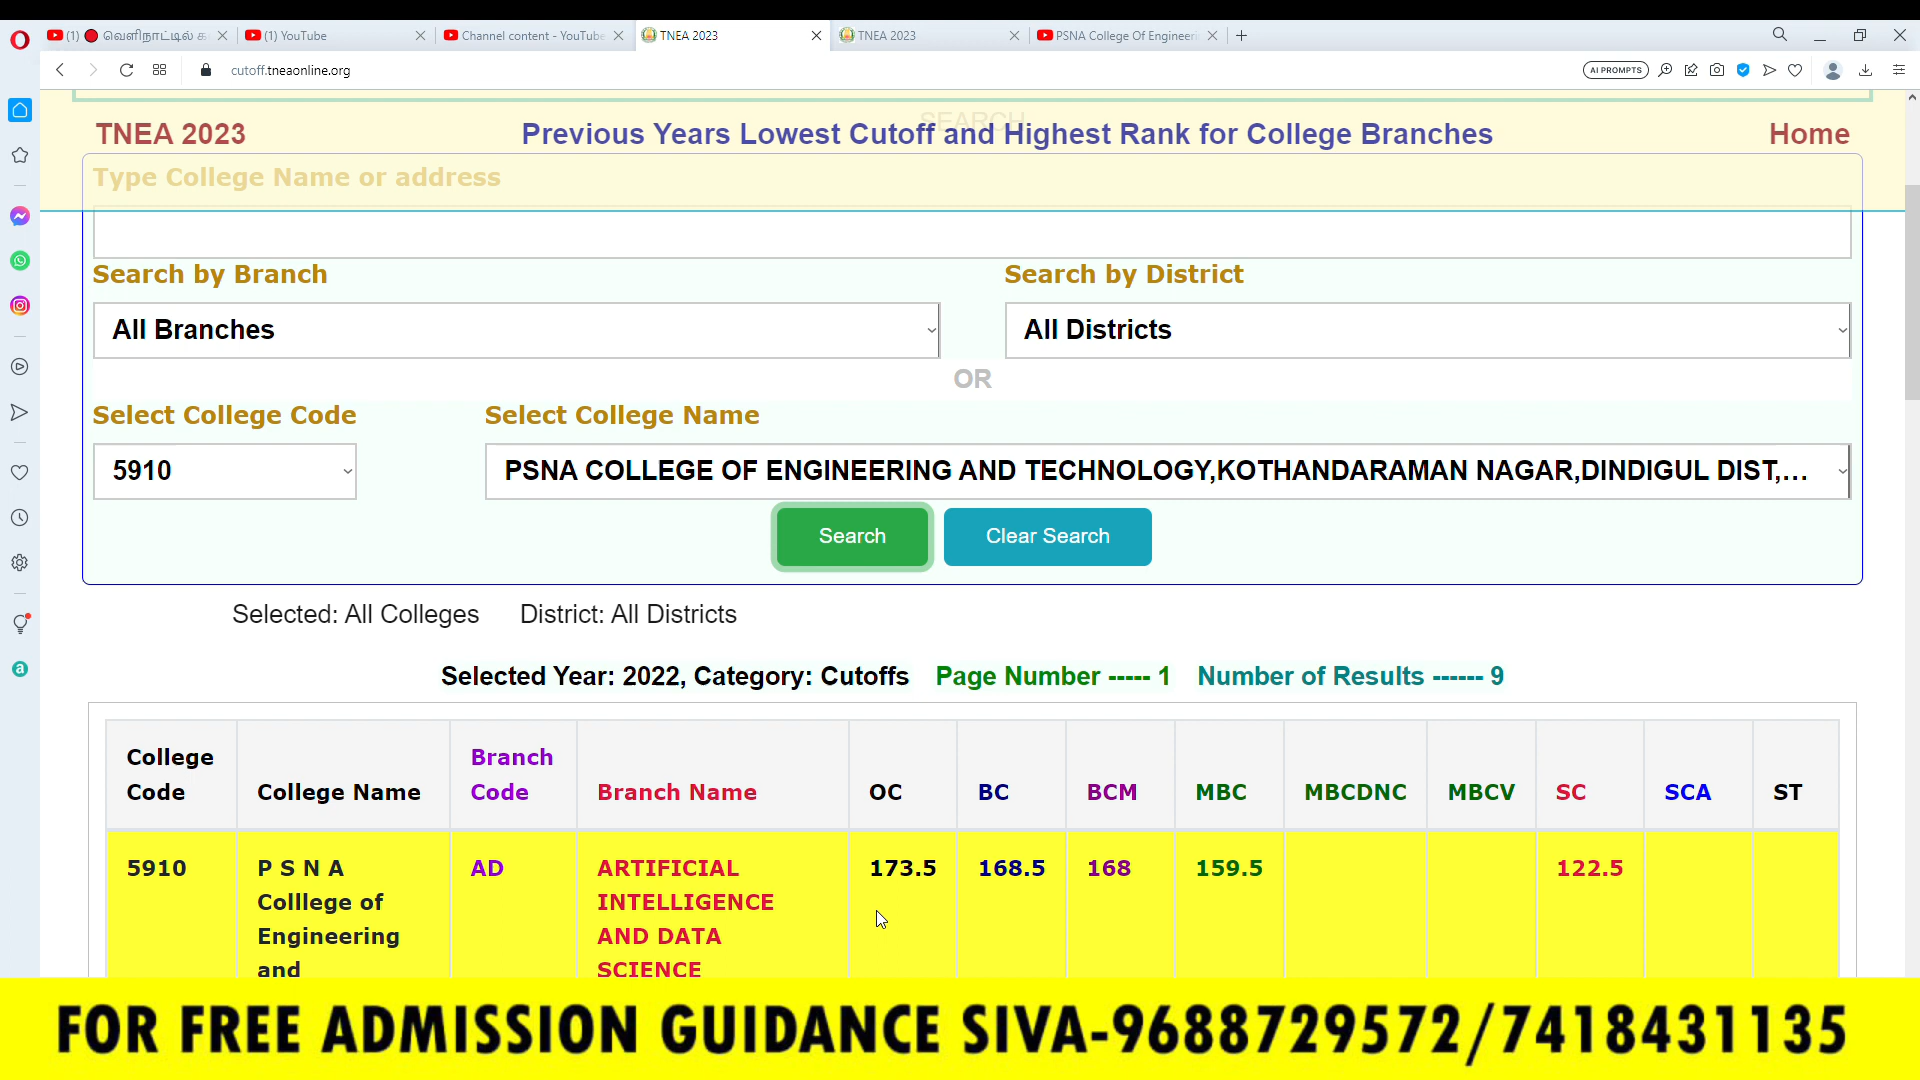 (1) 🔴 வெளிநாட்டில் க
(1) YouTube
Channel content - YouTube
TNEA 2023
TNEA 2023
PSNA College Of Engineeri
cutoff.tneaonline.org
AI PROMPTS
SEARCH
TNEA 2023
Previous Years Lowest Cutoff and Highest Rank for College Branches
Home
Type College Name or address
Search by Branch
Search by District
All Branches
All Districts
OR
Select College Code
Select College Name
5910
PSNA COLLEGE OF ENGINEERING AND TECHNOLOGY,KOTHANDARAMAN NAGAR,DINDIGUL DIST,...
Search
Clear Search
Selected: All Colleges District: All Districts
Selected Year: 2022, Category: Cutoffs Page Number ----- 1 Number of Results ------ 9
College Code
College Name
Branch Code
Branch Name
OC
BC
BCM
MBC
MBCDNC
MBCV
SC
SCA
ST
5910
P S N A
Colllege of
Engineering
and
AD
ARTIFICIAL
INTELLIGENCE
AND DATA
SCIENCE
173.5
168.5
168
159.5
122.5
FOR FREE ADMISSION GUIDANCE SIVA-9688729572/7418431135